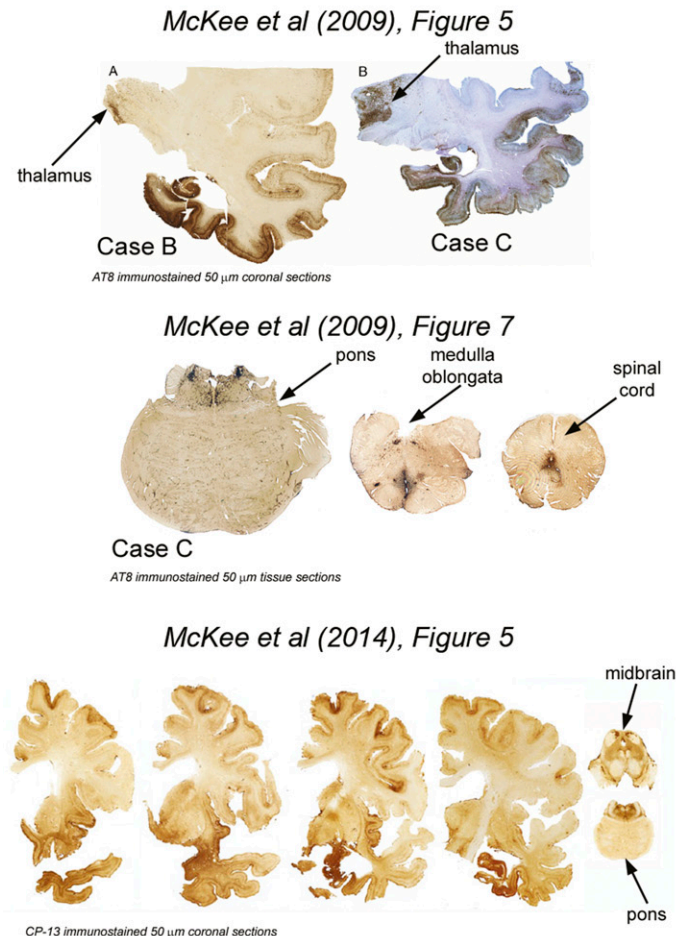 McKee et al (2009), Figure 5
A
B
thalamus
thalamus
Case B
Case C
AT8 immunostained 50 μm coronal sections
McKee et al (2009), Figure 7
pons
medulla
oblongata
spinal
cord
Case C
AT8 immunostained 50 μm tissue sections
McKee et al (2014), Figure 5
midbrain
pons
CP-13 immunostained 50 μm coronal sections